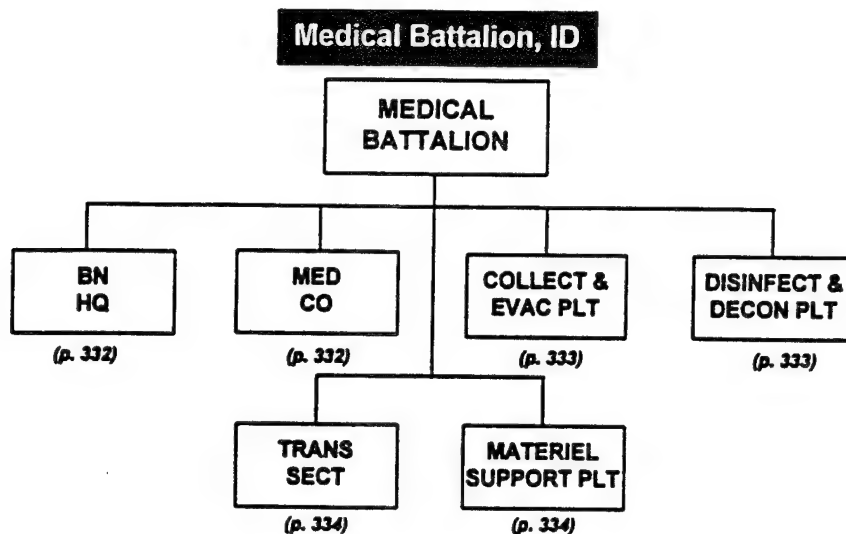 Medical Battalion, ID
MEDICAL
BATTALION
BN
HQ
(p. 332)
MED
CO
(p. 332)
COLLECT &
EVAC PLT
(p. 333)
DISINFECT &
DECON PLT
(p. 333)
TRANS
SECT
(p. 334)
MATERIEL
SUPPORT PLT
(p. 334)